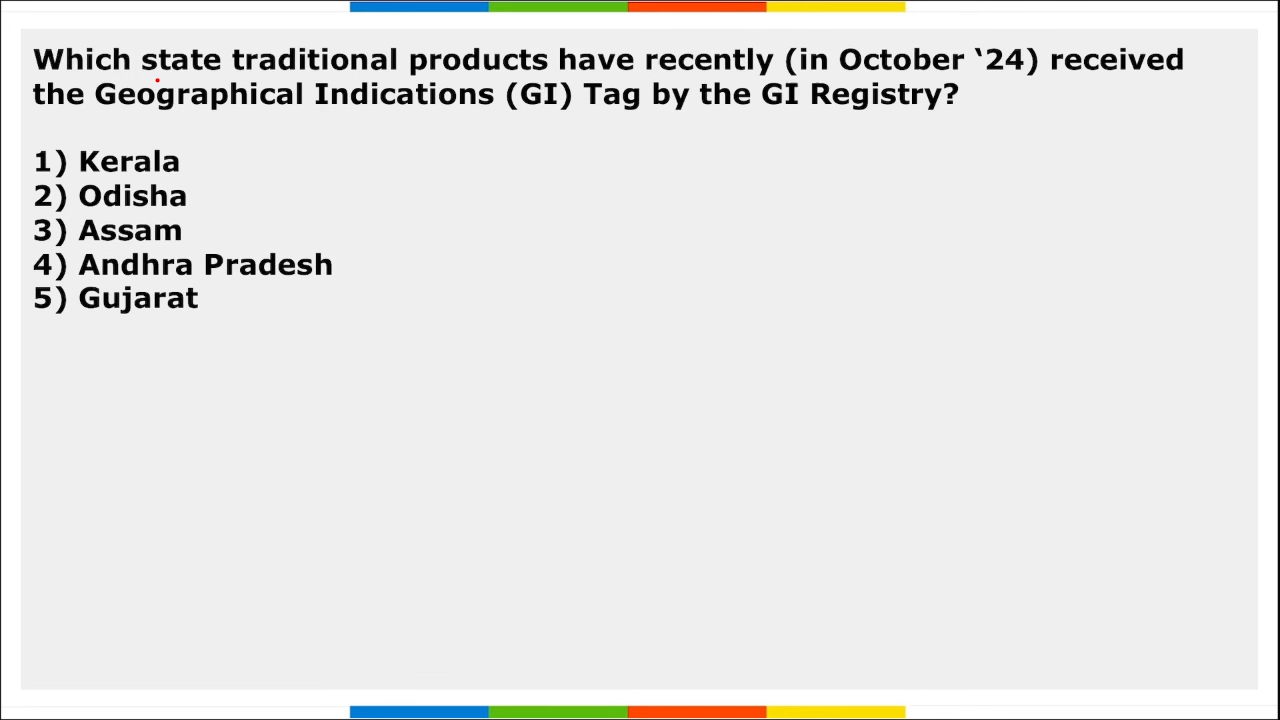 Which state traditional products have recently (in October ‘24) received
the Geographical Indications (GI) Tag by the GI Registry?
1) Kerala
2) Odisha
3) Assam
4) Andhra Pradesh
5) Gujarat